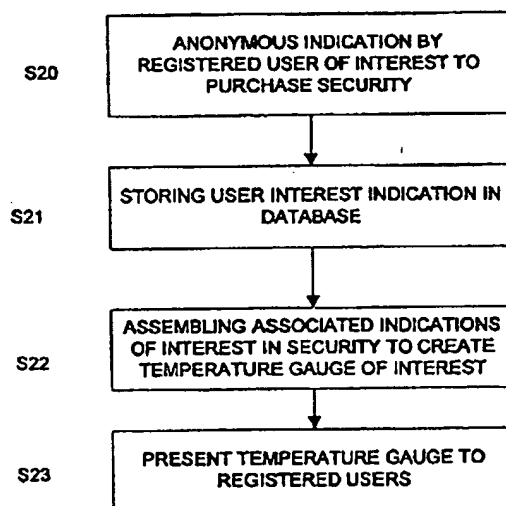 S20
ANONYMOUS INDICATION BY
REGISTERED USER OF INTEREST TO
PURCHASE SECURITY
S21
STORING USER INTEREST INDICATION IN
DATABASE
S22
ASSEMBLING ASSOCIATED INDICATIONS
OF INTEREST IN SECURITY TO CREATE
TEMPERATURE GAUGE OF INTEREST
S23
PRESENT TEMPERATURE GAUGE TO
REGISTERED USERS